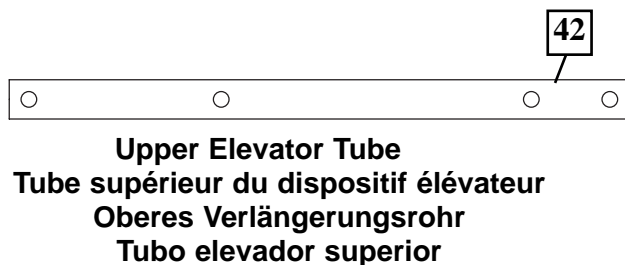 42
Upper Elevator Tube
Tube supérieur du dispositif élévateur
Oberes Verlängerungsrohr
Tubo elevador superior